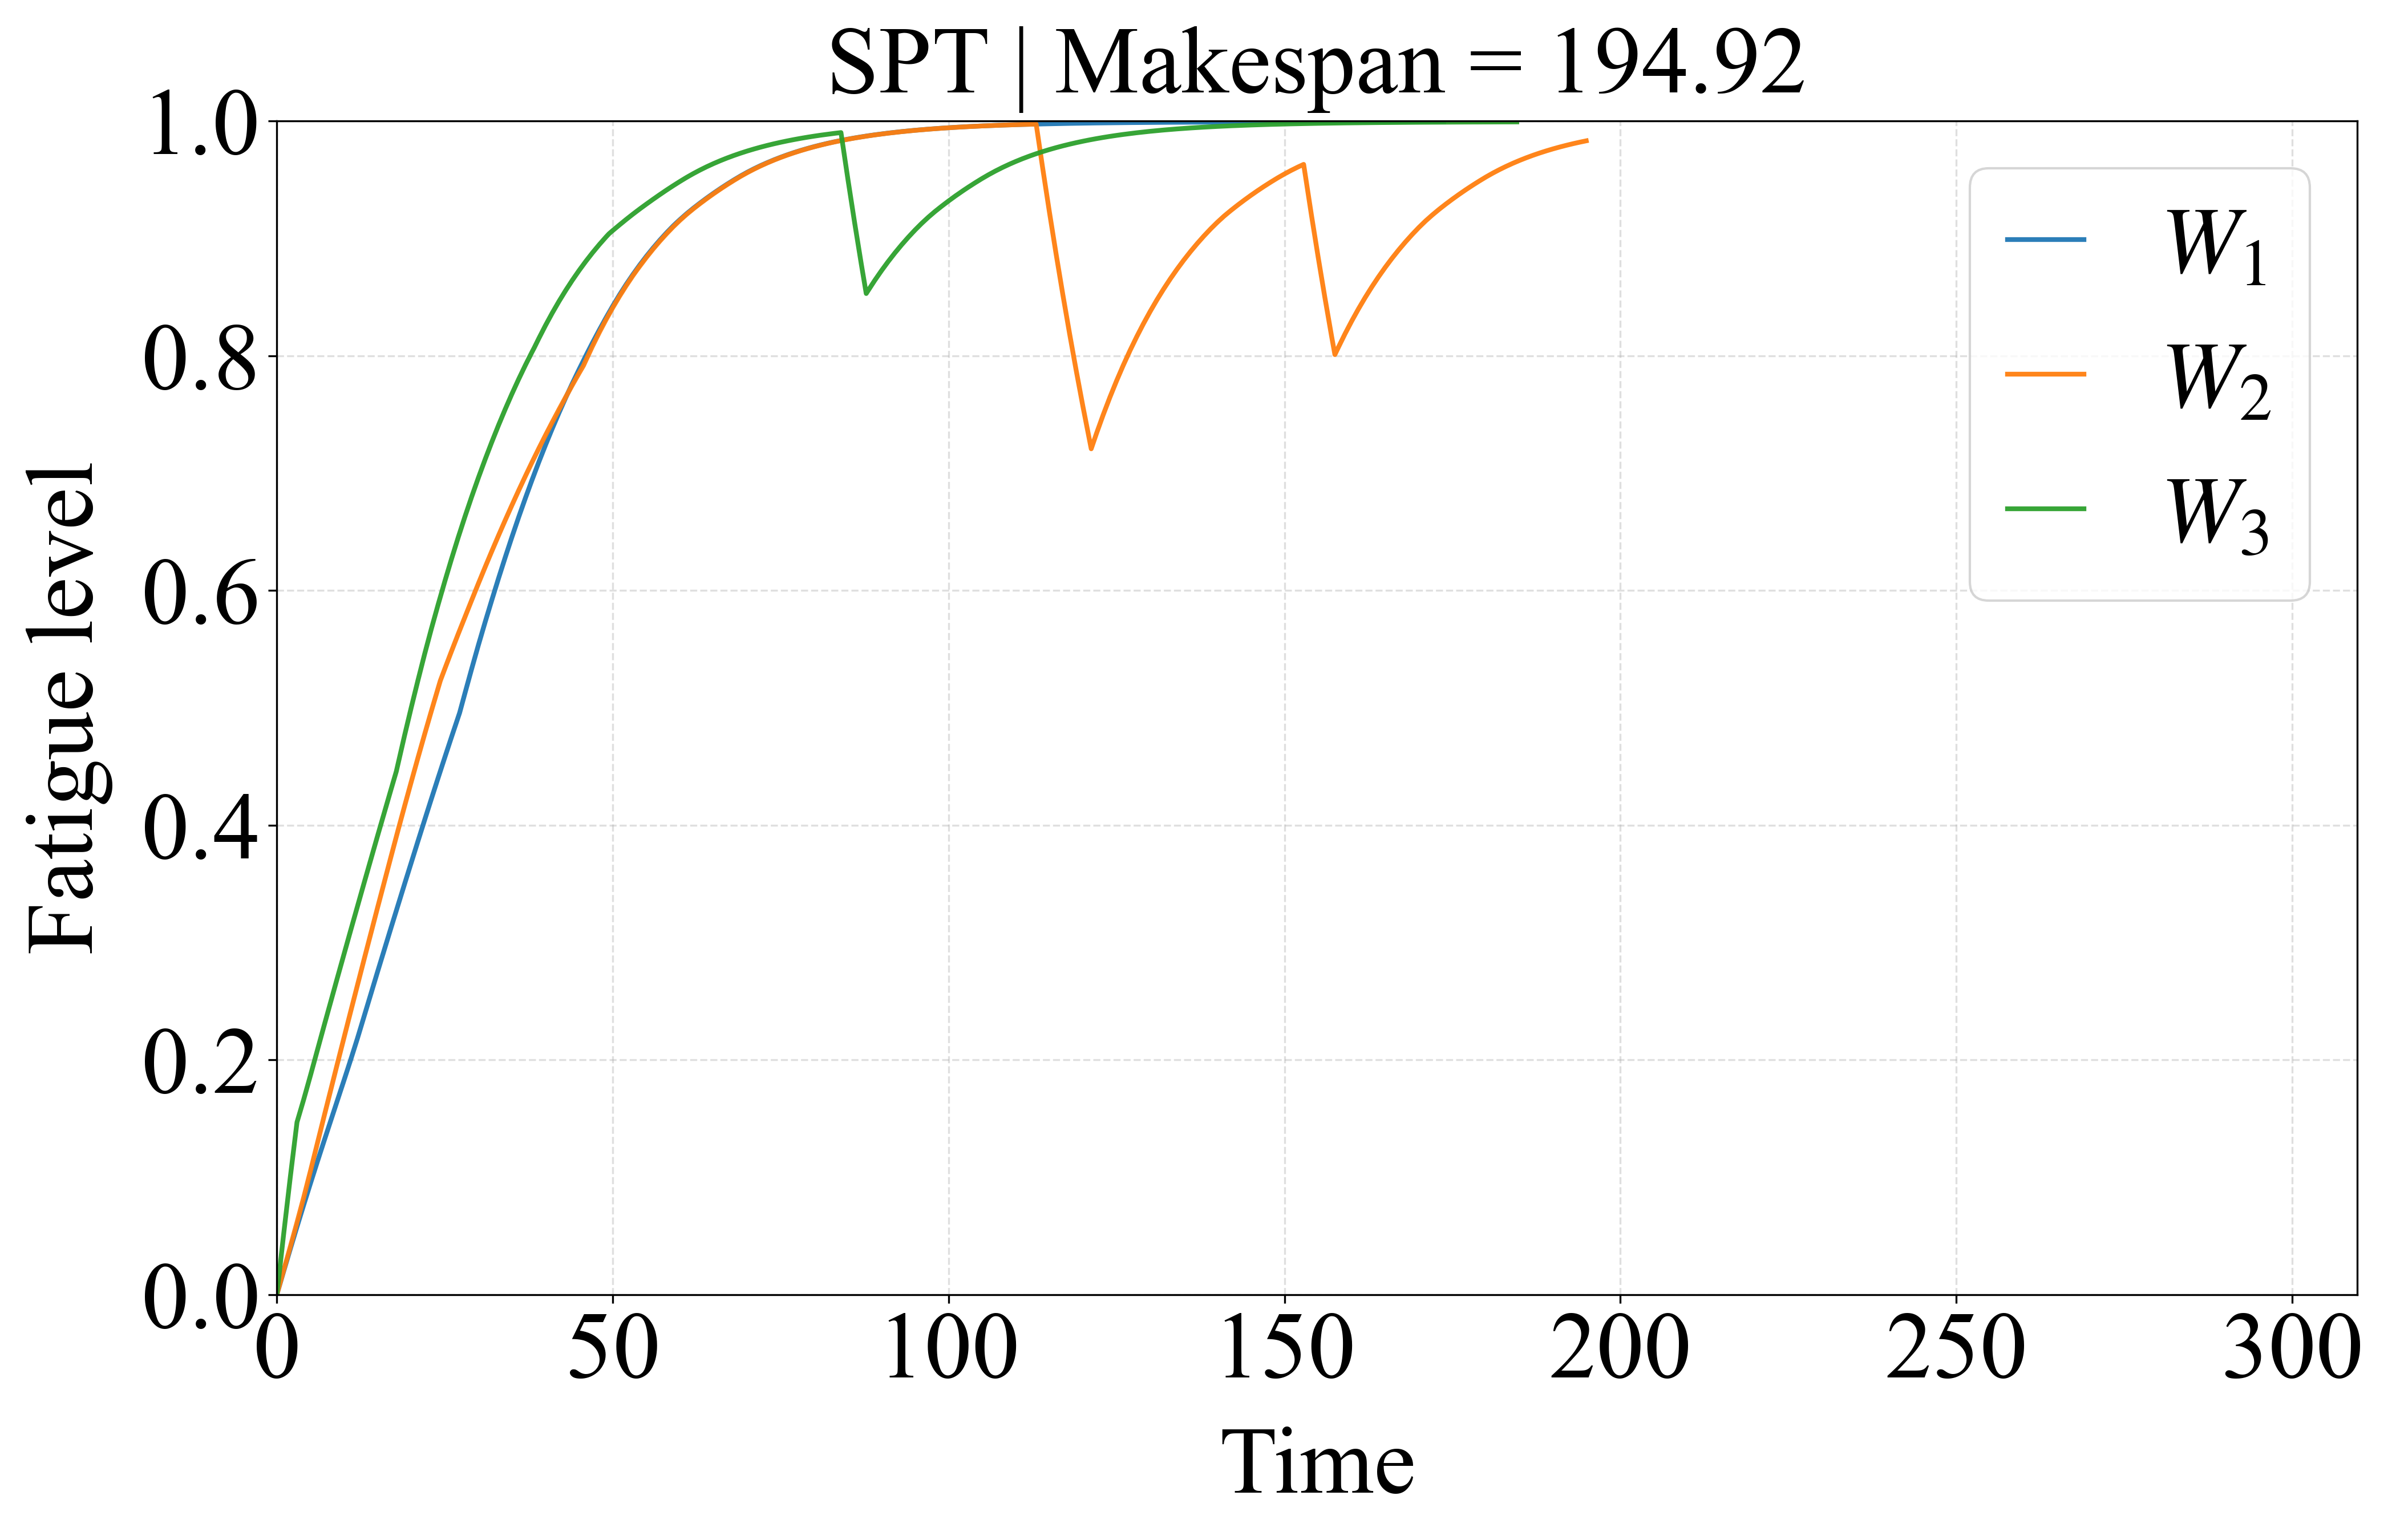 SPT | Makespan = 194.92
1.0
0.8
0.6
0.4
0.2
0.0
Fatigue level
W₁
W₂
W₃
0 50 100 150 200 250 300
Time